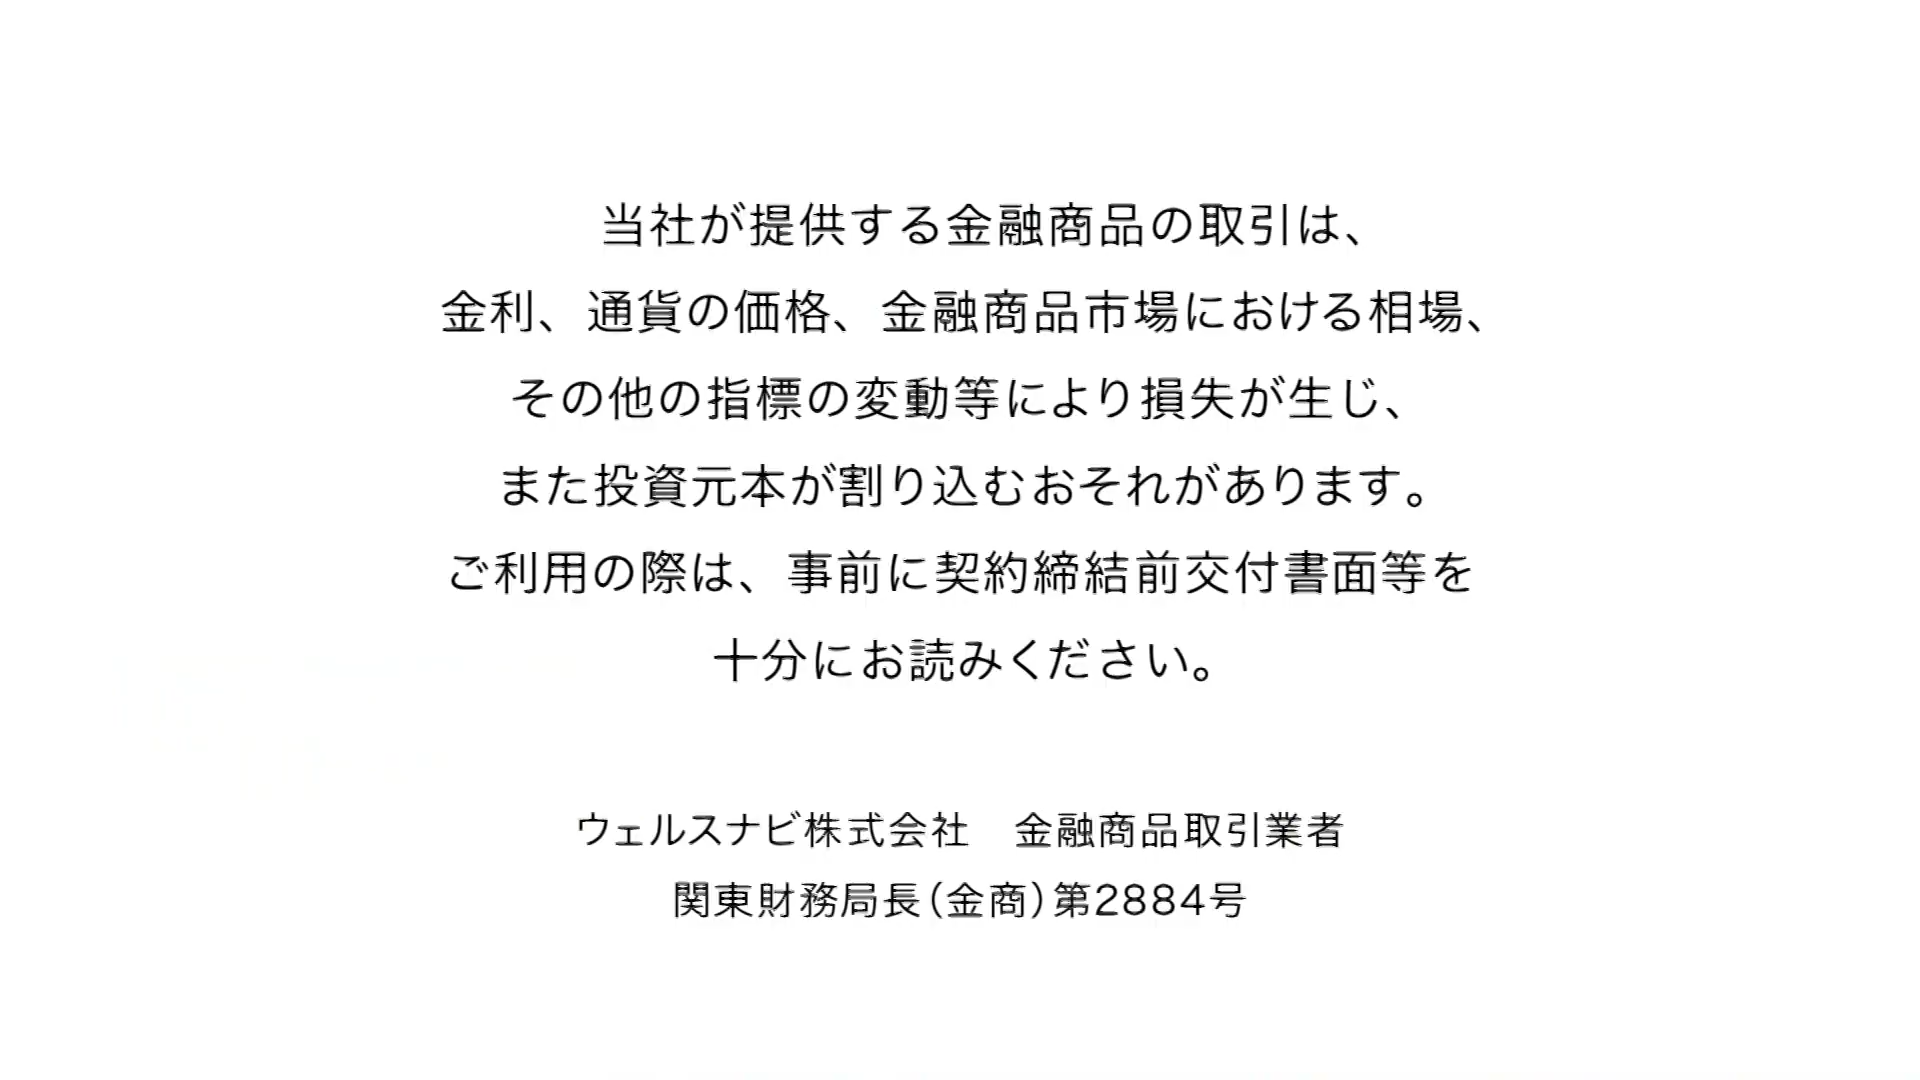 当社が提供する金融商品の取引は、
金利、通貨の価格、金融商品市場における相場、
その他の指標の変動等により損失が生じ、
また投資元本が割り込むおそれがあります。
ご利用の際は、事前に契約締結前交付書面等を
十分にお読みください。
ウェルスナビ株式会社　金融商品取引業者
関東財務局長（金商）第2884号